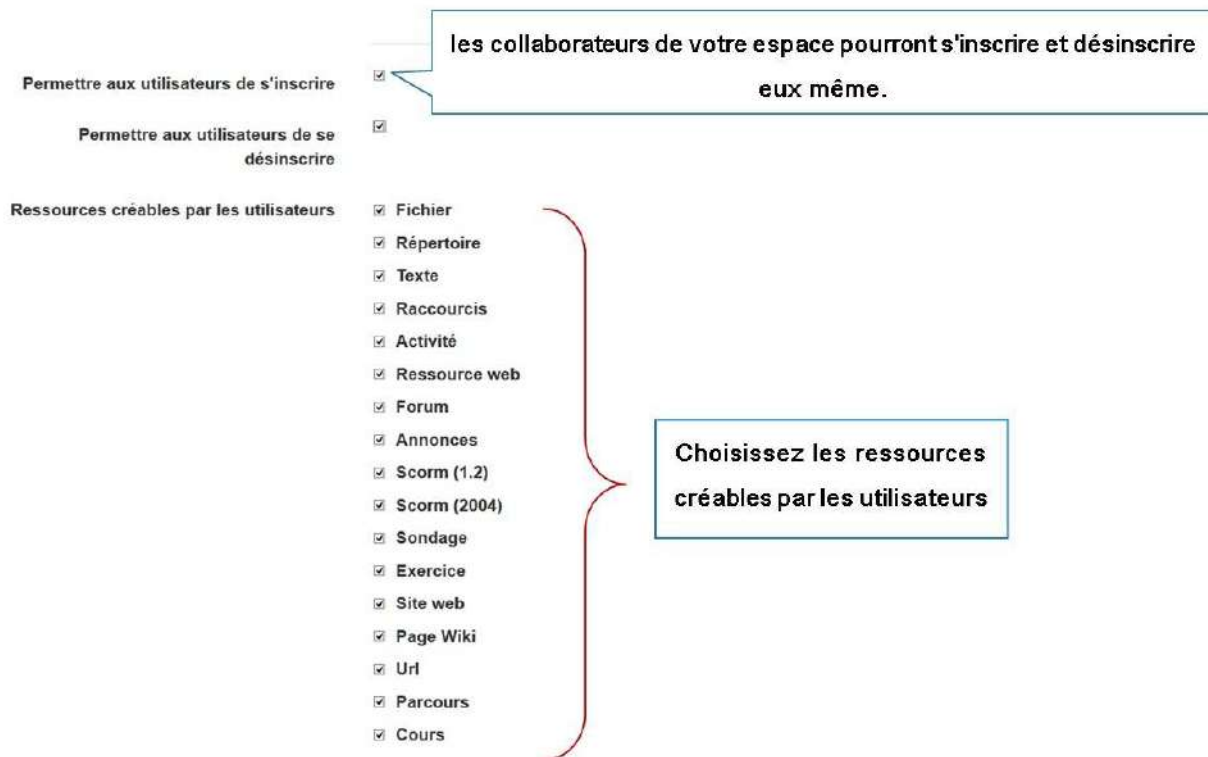 les collaborateurs de votre espace pourront s'inscrire et désinscrire
eux même.
Permettre aux utilisateurs de s'inscrire
Permettre aux utilisateurs de se
désinscrire
Ressources créables par les utilisateurs
Fichier
Répertoire
Texte
Raccourcis
Activité
Ressource web
Forum
Annonces
Scorm (1.2)
Scorm (2004)
Sondage
Exercice
Site web
Page Wiki
Url
Parcours
Cours
Choisissez les ressources
créables par les utilisateurs